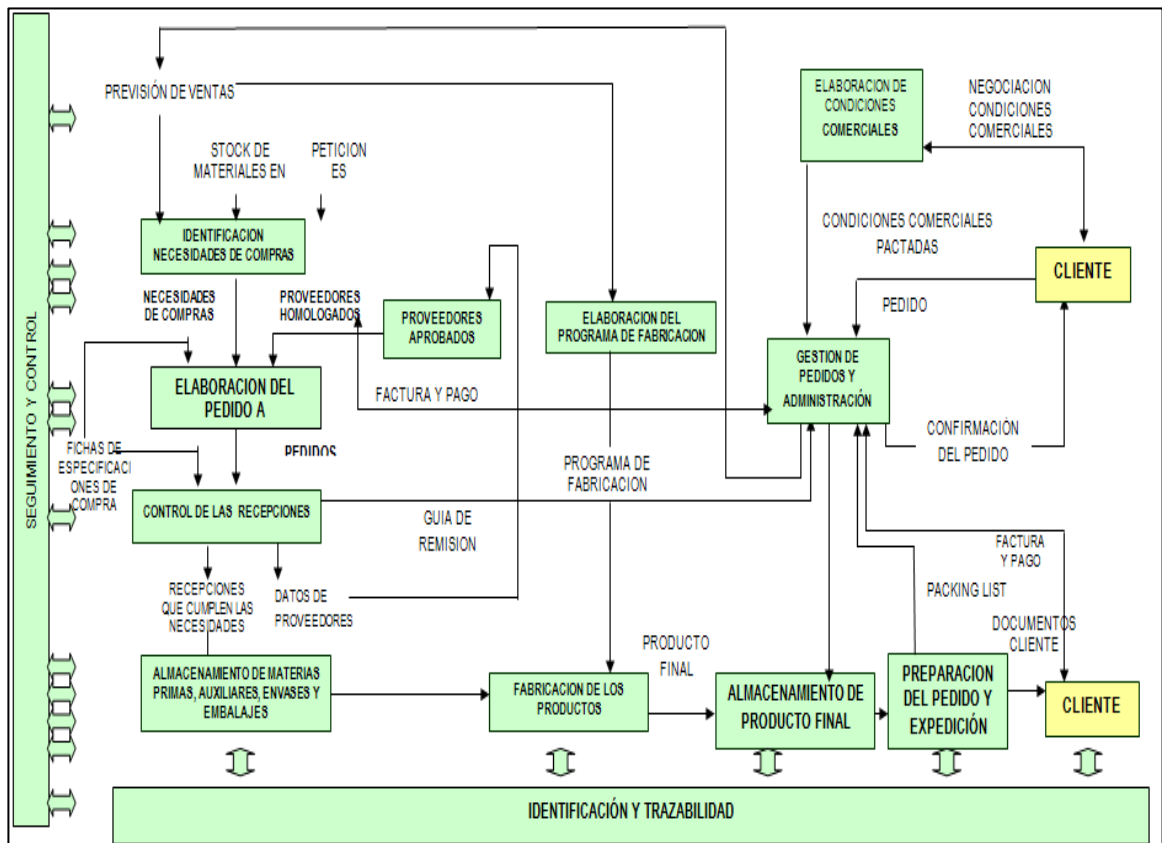 SEGUIMIENTO Y CONTROL
PREVISIÓN DE VENTAS
STOCK DE
MATERIALES EN
PETICION
ES
IDENTIFICACION
NECESIDADES DE COMPRAS
NECESIDADES
DE COMPRAS
PROVEEDORES
HOMOLOGADOS
PROVEEDORES
APROBADOS
ELABORACION DEL
PROGRAMA DE FABRICACION
ELABORACION DE
CONDICIONES
COMERCIALES
NEGOCIACION
CONDICIONES
COMERCIALES
CONDICIONES COMERCIALES
PACTADAS
CLIENTE
PEDIDO
GESTION DE
PEDIDOS Y
ADMINISTRACIÓN
ELABORACION DEL
PEDIDO A
FACTURA Y PAGO
CONFIRMACIÓN
DEL PEDIDO
FICHAS DE
ESPECIFICACI
ONES DE
COMPRA
PEDIDOS
PROGRAMA DE
FABRICACION
CONTROL DE LAS RECEPCIONES
GUIA DE
REMISION
FACTURA
Y PAGO
RECEPCIONES
QUE CUMPLEN LAS
NECESIDADES
DATOS DE
PROVEEDORES
PACKING LIST
DOCUMENTOS
CLIENTE
PRODUCTO
FINAL
ALMACENAMIENTO DE MATERIAS
PRIMAS, AUXILIARES, ENVASES Y
EMBALAJES
FABRICACION DE LOS
PRODUCTOS
ALMACENAMIENTO DE
PRODUCTO FINAL
PREPARACION
DEL PEDIDO Y
EXPEDICIÓN
CLIENTE
IDENTIFICACIÓN Y TRAZABILIDAD